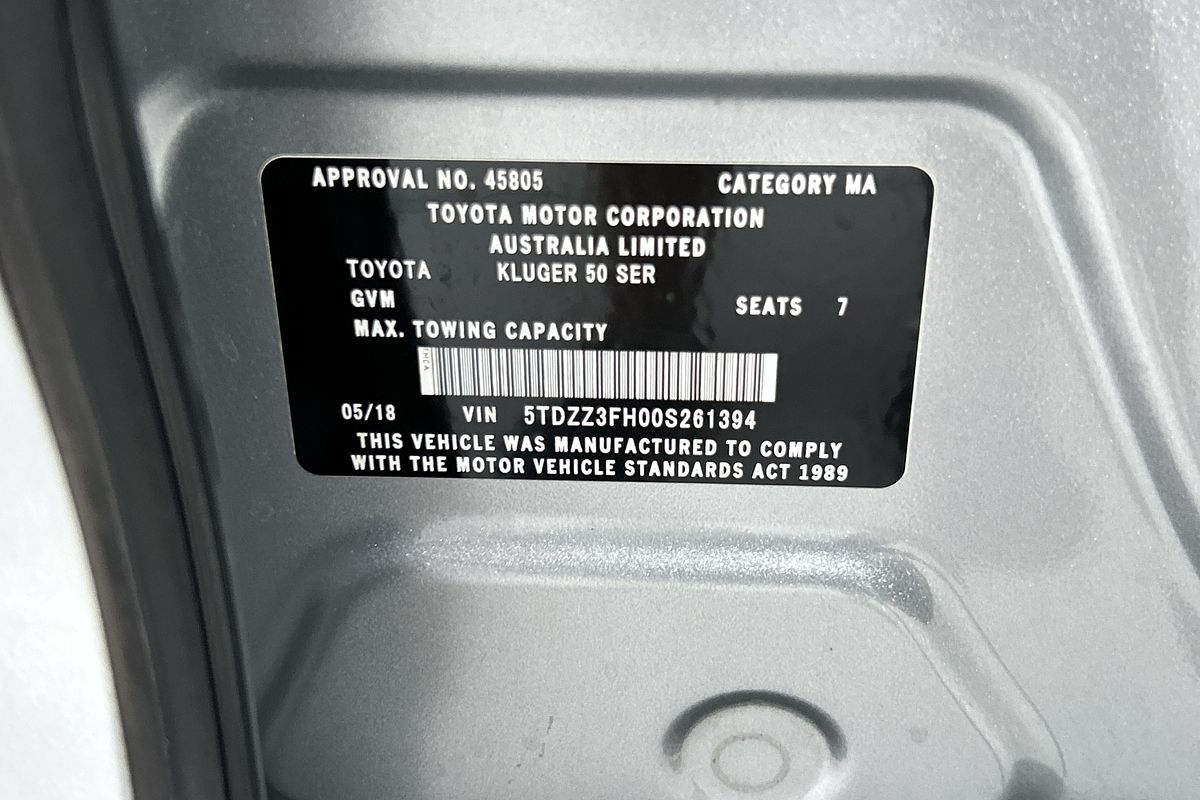 APPROVAL NO. 45805 CATEGORY MA
TOYOTA MOTOR CORPORATION
AUSTRALIA LIMITED
TOYOTA KLUGER 50 SER
GVM SEATS 7
MAX. TOWING CAPACITY
TMCA
05/18 VIN 5TDZZ3FH00S261394
THIS VEHICLE WAS MANUFACTURED TO COMPLY
WITH THE MOTOR VEHICLE STANDARDS ACT 1989